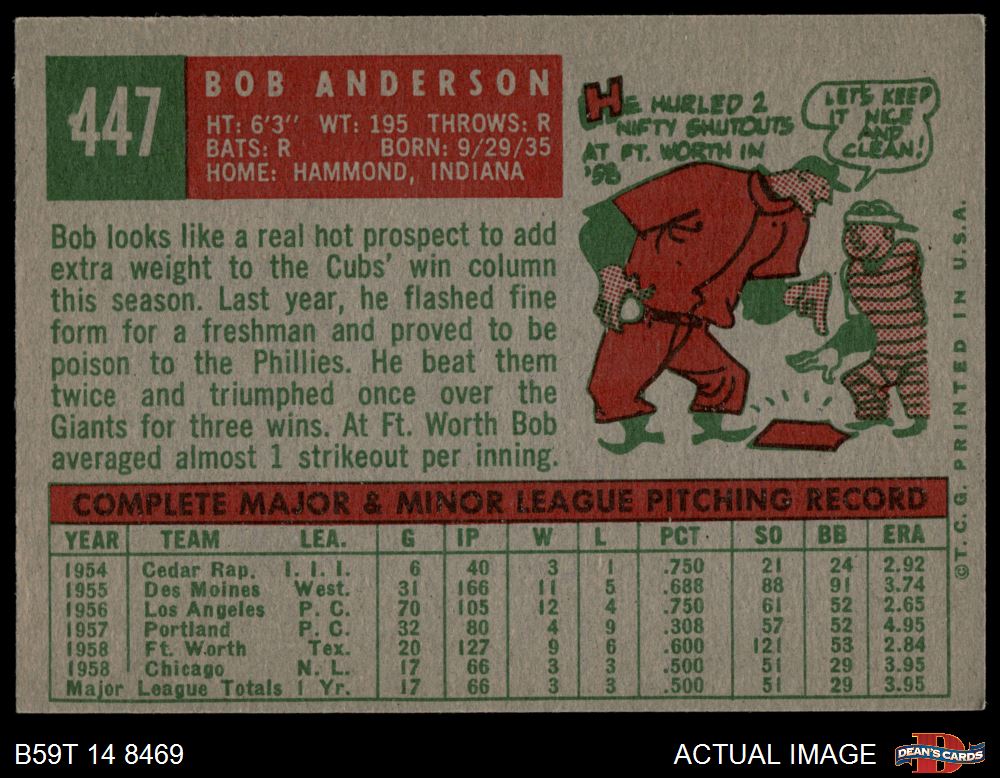 447
BOB ANDERSON
HT: 6'3" WT: 195 THROWS: R
BATS: R BORN: 9/29/35
HOME: HAMMOND, INDIANA
HE HURLED 2
NIFTY SHUTOUTS
AT FT. WORTH IN
'58
LET'S KEEP
IT NICE
AND
CLEAN!
Bob looks like a real hot prospect to add
extra weight to the Cubs' win column
this season. Last year, he flashed fine
form for a freshman and proved to be
poison to the Phillies. He beat them
twice and triumphed once over the
Giants for three wins. At Ft. Worth Bob
averaged almost 1 strikeout per inning.
COMPLETE MAJOR & MINOR LEAGUE PITCHING RECORD
YEAR TEAM LEA. G IP W L PCT. SO BB ERA
1954 Cedar Rap. I. I. I. 6 40 3 1 .750 21 24 2.92
1955 Des Moines West. 31 166 11 5 .688 88 91 3.74
1956 Los Angeles P. C. 70 105 12 4 .750 61 52 2.65
1957 Portland P. C. 32 80 4 9 .308 57 52 4.95
1958 Ft. Worth Tex. 20 127 9 6 .600 121 53 2.84
1958 Chicago N. L. 17 66 3 3 .500 51 29 3.95
Major League Totals 1 Yr. 17 66 3 3 .500 51 29 3.95
© T. C. G. PRINTED IN U.S.A.
B59T 14 8469
ACTUAL IMAGE
D
DEAN'S CARDS